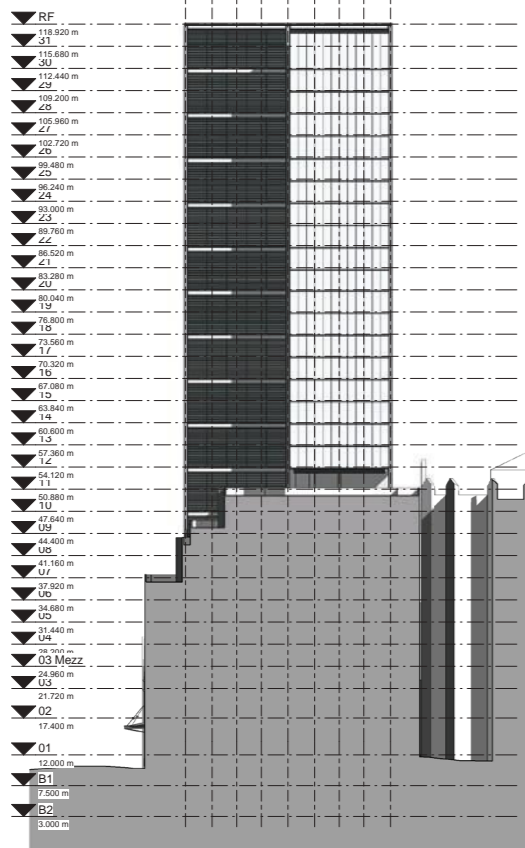 RF
118.920 m
31
115.680 m
30
112.440 m
29
109.200 m
28
105.960 m
27
102.720 m
26
99.480 m
25
96.240 m
24
93.000 m
23
89.760 m
22
86.520 m
21
83.280 m
20
80.040 m
19
76.800 m
18
73.560 m
17
70.320 m
16
67.080 m
15
63.840 m
14
60.600 m
13
57.360 m
12
54.120 m
11
50.880 m
10
47.640 m
09
44.400 m
08
41.160 m
07
37.920 m
06
34.680 m
05
31.440 m
04
28.200 m
03 Mezz
24.960 m
03
21.720 m
02
17.400 m
01
12.000 m
B1
7.500 m
B2
3.000 m